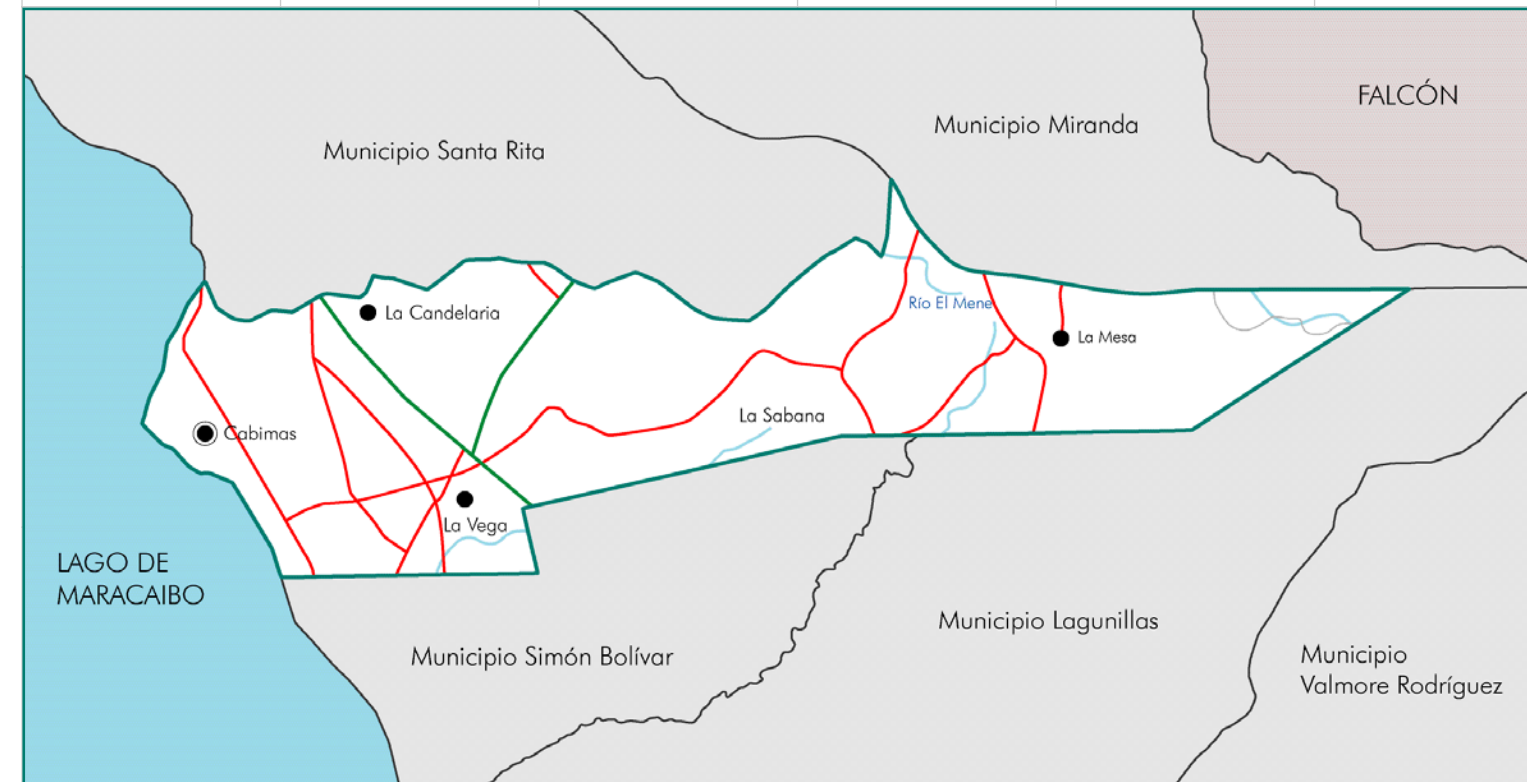 FALCÓN
Municipio Miranda
Municipio Santa Rita
Río El Mene
La Candelaria
La Mesa
La Sabana
Cabimas
La Vega
LAGO DE
MARACAIBO
Municipio Lagunillas
Municipio Simón Bolívar
Municipio
Valmore Rodríguez